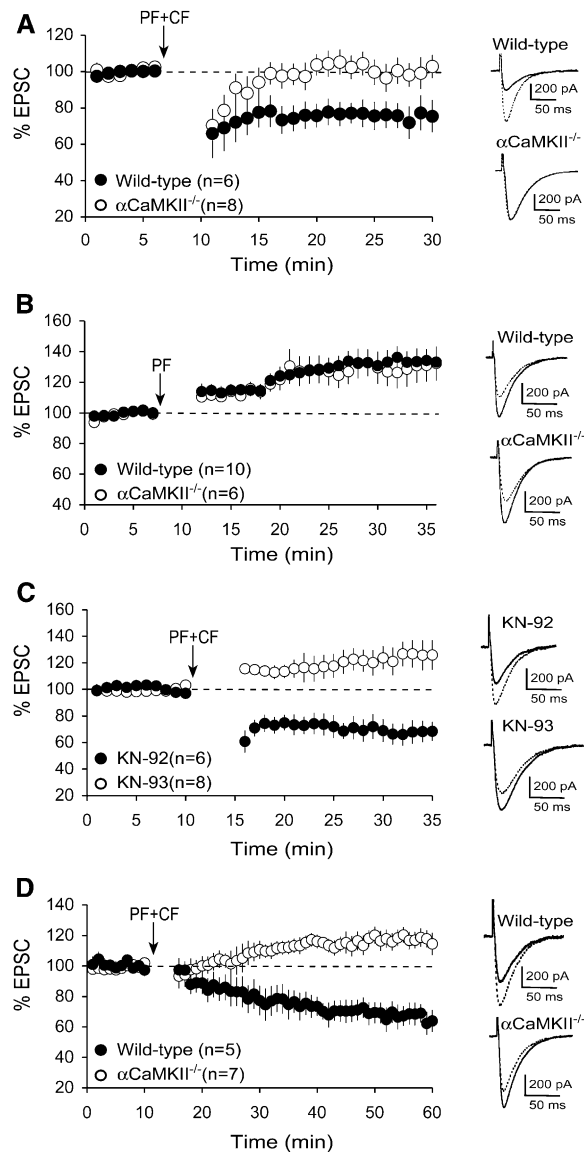 A
PF+CF
120
100
80
60
40
20
% EPSC
Wild-type (n=6)
αCaMKII-/-(n=8)
0 5 10 15 20 25 30
Time (min)
Wild-type
200 pA
50 ms
αCaMKII-/-
200 pA
50 ms
B
PF
160
140
120
100
80
60
40
% EPSC
Wild-type (n=10)
αCaMKII-/-(n=6)
0 5 10 15 20 25 30 35
Time (min)
Wild-type
200 pA
50 ms
αCaMKII-/-
200 pA
50 ms
C
PF+CF
160
140
120
100
80
60
40
20
% EPSC
KN-92(n=6)
KN-93(n=8)
0 5 10 15 20 25 30 35
Time (min)
KN-92
200 pA
50 ms
KN-93
200 pA
50 ms
D
PF+CF
140
120
100
80
60
40
20
% EPSC
Wild-type (n=5)
αCaMKII-/-(n=7)
0 10 20 30 40 50 60
Time (min)
Wild-type
200 pA
50 ms
αCaMKII-/-
200 pA
50 ms